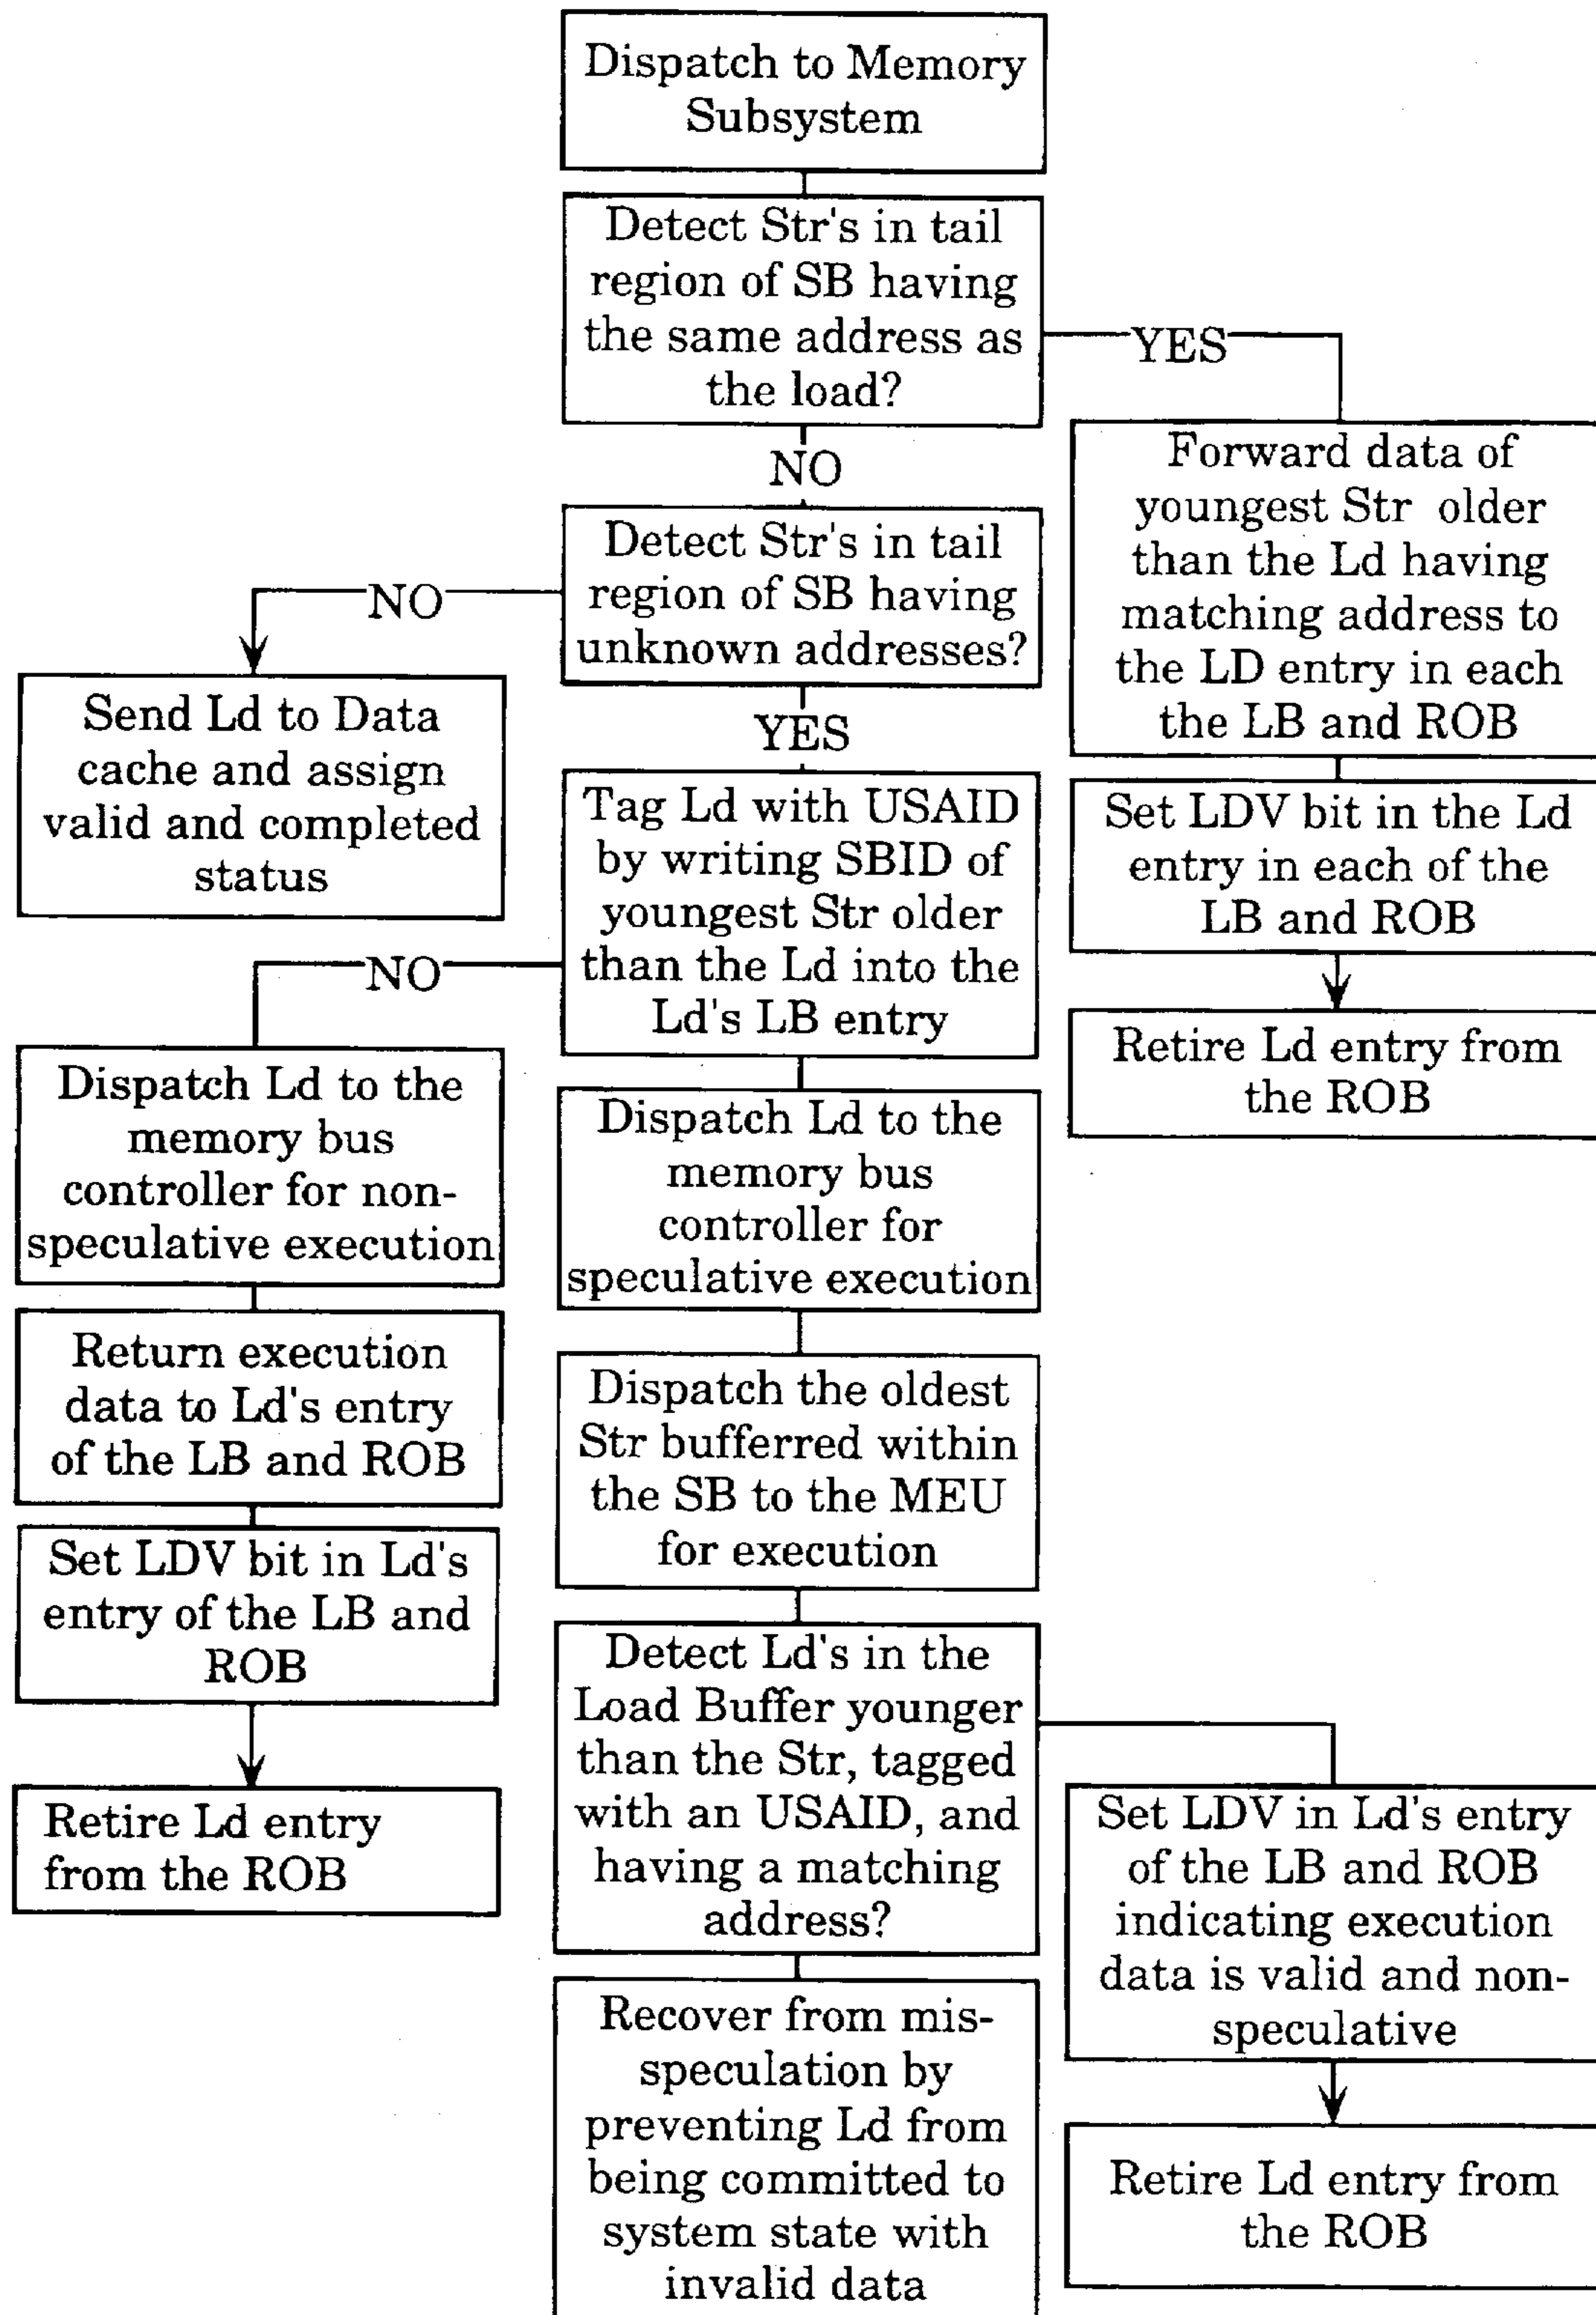 Dispatch to Memory
Subsystem
Detect Str's in tail
region of SB having
the same address as
the load?
YES
NO
Forward data of
youngest Str older
than the Ld having
matching address to
the LD entry in each
the LB and ROB
Detect Str's in tail
region of SB having
unknown addresses?
NO
Send Ld to Data
cache and assign
valid and completed
status
YES
Set LDV bit in the Ld
entry in each of the
LB and ROB
Tag Ld with USAID
by writing SBID of
youngest Str older
than the Ld into the
Ld's LB entry
NO
Retire Ld entry from
the ROB
Dispatch Ld to the
memory bus
controller for non-
speculative execution
Dispatch Ld to the
memory bus
controller for
speculative execution
Return execution
data to Ld's entry
of the LB and ROB
Dispatch the oldest
Str bufferred within
the SB to the MEU
for execution
Set LDV bit in Ld's
entry of the LB and
ROB
Detect Ld's in the
Load Buffer younger
than the Str, tagged
with an USAID, and
having a matching
address?
Retire Ld entry
from the ROB
Set LDV in Ld's entry
of the LB and ROB
indicating execution
data is valid and non-
speculative
Recover from mis-
speculation by
preventing Ld from
being committed to
system state with
invalid data
Retire Ld entry from
the ROB